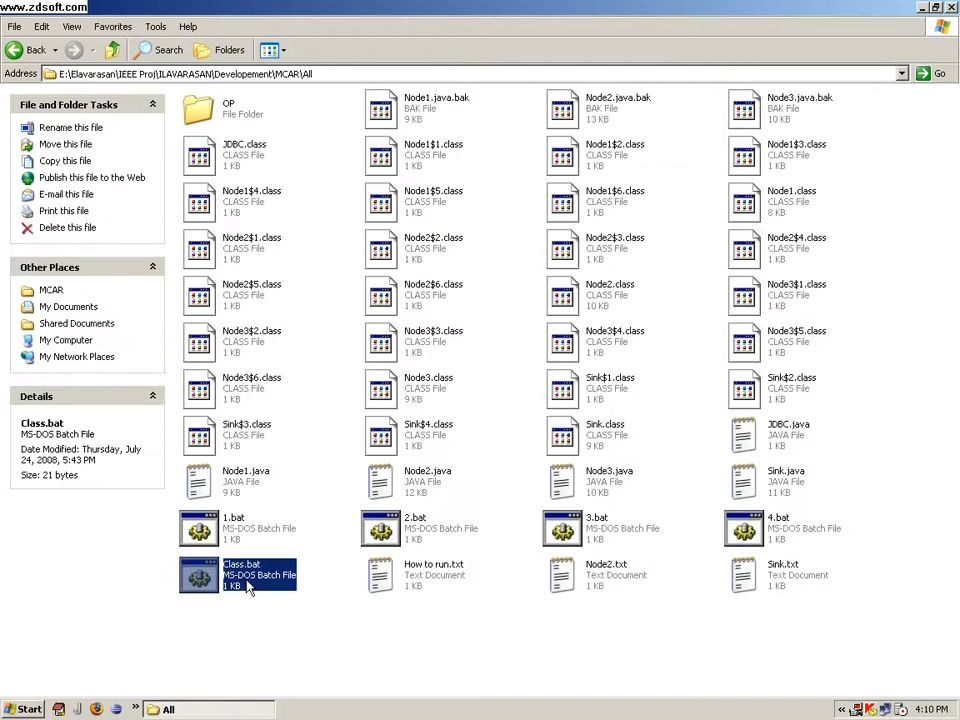 www.zdsoft.com
File Edit View Favorites Tools Help
Back Search Folders
Address E:\Elavarasan\IEEE Proj\ILAVARASAN\Developement\MCAR\All Go
File and Folder Tasks
Rename this file
Move this file
Copy this file
Publish this file to the Web
E-mail this file
Print this file
Delete this file
Other Places
MCAR
My Documents
Shared Documents
My Computer
My Network Places
Details
Class.bat
MS-DOS Batch File
Date Modified: Thursday, July
24, 2008, 5:43 PM
Size: 21 bytes
OP
File Folder
Node1.java.bak
BAK File
9 KB
Node2.java.bak
BAK File
13 KB
Node3.java.bak
BAK File
10 KB
JDBC.class
CLASS File
1 KB
Node1$1.class
CLASS File
1 KB
Node1$2.class
CLASS File
1 KB
Node1$3.class
CLASS File
1 KB
Node1$4.class
CLASS File
1 KB
Node1$5.class
CLASS File
1 KB
Node1$6.class
CLASS File
1 KB
Node1.class
CLASS File
8 KB
Node2$1.class
CLASS File
1 KB
Node2$2.class
CLASS File
1 KB
Node2$3.class
CLASS File
1 KB
Node2$4.class
CLASS File
1 KB
Node2$5.class
CLASS File
1 KB
Node2$6.class
CLASS File
1 KB
Node2.class
CLASS File
10 KB
Node3$1.class
CLASS File
1 KB
Node3$2.class
CLASS File
1 KB
Node3$3.class
CLASS File
1 KB
Node3$4.class
CLASS File
1 KB
Node3$5.class
CLASS File
1 KB
Node3$6.class
CLASS File
1 KB
Node3.class
CLASS File
9 KB
Sink$1.class
CLASS File
1 KB
Sink$2.class
CLASS File
1 KB
Sink$3.class
CLASS File
1 KB
Sink$4.class
CLASS File
1 KB
Sink.class
CLASS File
9 KB
JDBC.java
JAVA File
1 KB
Node1.java
JAVA File
9 KB
Node2.java
JAVA File
12 KB
Node3.java
JAVA File
10 KB
Sink.java
JAVA File
11 KB
1.bat
MS-DOS Batch File
1 KB
2.bat
MS-DOS Batch File
1 KB
3.bat
MS-DOS Batch File
1 KB
4.bat
MS-DOS Batch File
1 KB
Class.bat
MS-DOS Batch File
1 KB
How to run.txt
Text Document
1 KB
Node2.txt
Text Document
1 KB
Sink.txt
Text Document
1 KB
Start All 4:10 PM